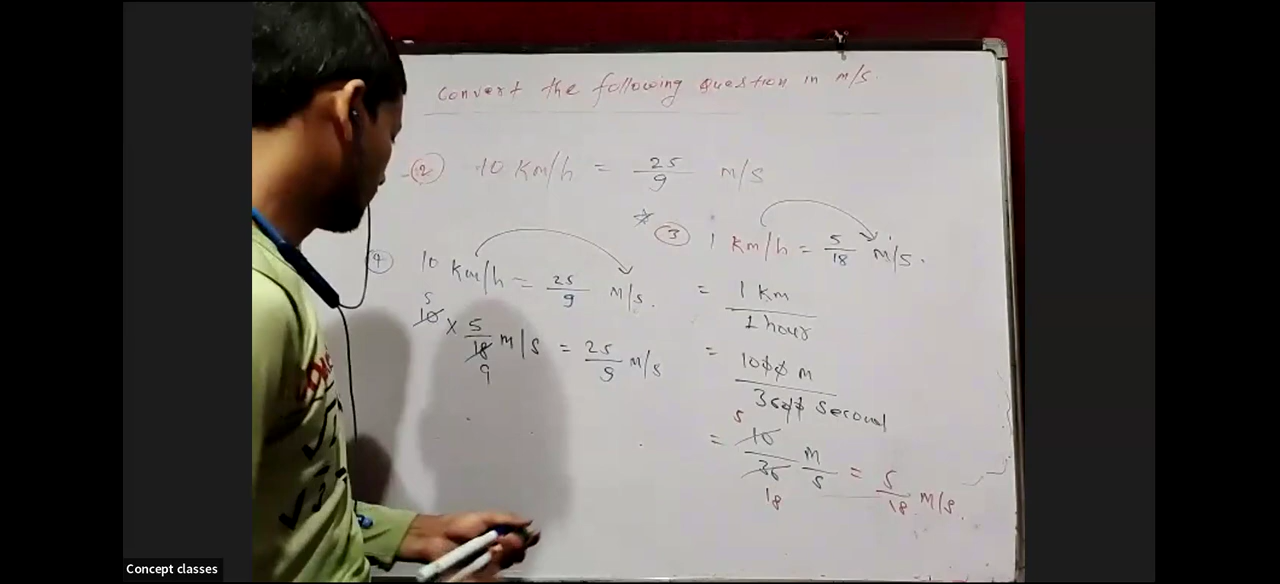 Convert the following question in m/s.
② 10 Km/h = 25/9 m/s
* ③ 1 Km/h = 5/18 m/s.
= 1 Km / 1 hour
= 1000 m / 3600 second
= 10/36 m/s = 5/18 m/s.
5
18
④ 10 Km/h = 25/9 m/s.
5
10 × 5/18 m/s = 25/9 m/s
9
Concept classes